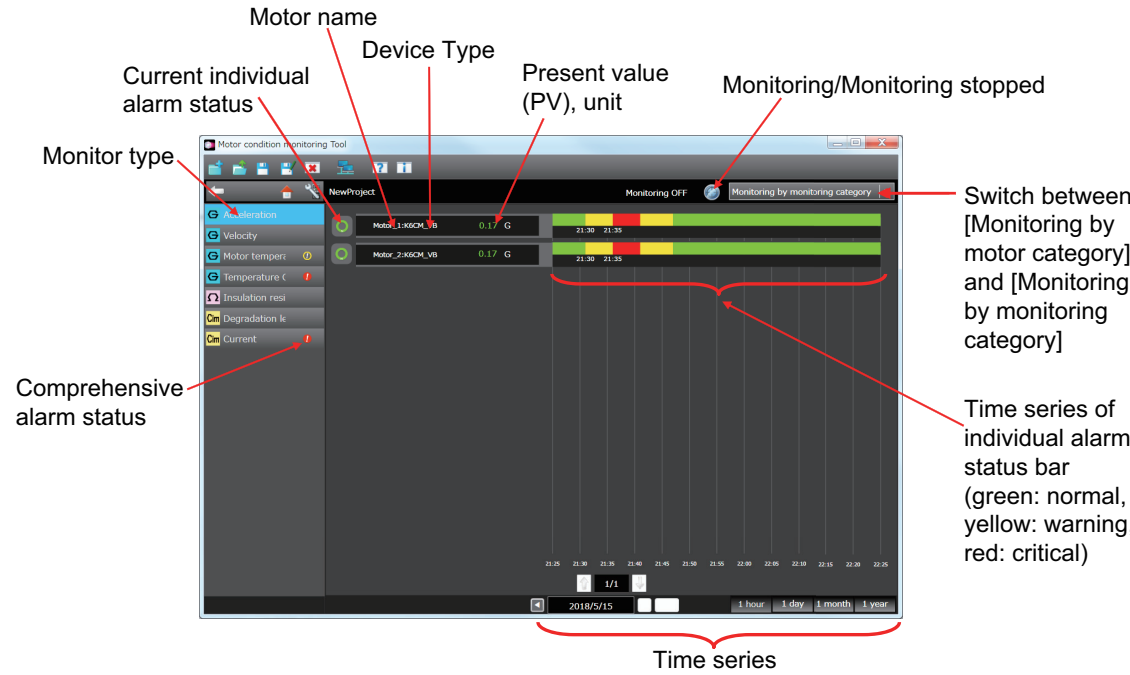 Motor name
Device Type
Current individual
alarm status
Present value
(PV), unit
Monitoring/Monitoring stopped
Monitor type
Motor condition monitoring Tool
NewProject
Monitoring OFF
Monitoring by monitoring category
Acceleration
Velocity
Motor tempera
Temperature (
Insulation resi
Degradation le
Cim
Current
Cim
Motor_1:K6CM_VB
0.17 G
21:30 21:35
Motor_2:K6CM_VB
0.17 G
21:30 21:35
Switch between
[Monitoring by
motor category]
and [Monitoring
by monitoring
category]
Comprehensive
alarm status
Time series of
individual alarm
status bar
(green: normal,
yellow: warning
red: critical)
21:25 21:30 21:35 21:40 21:45 21:50 21:55 22:00 22:05 22:10 22:15 22:20 22:25
1/1
2018/5/15
1 hour 1 day 1 month 1 year
Time series